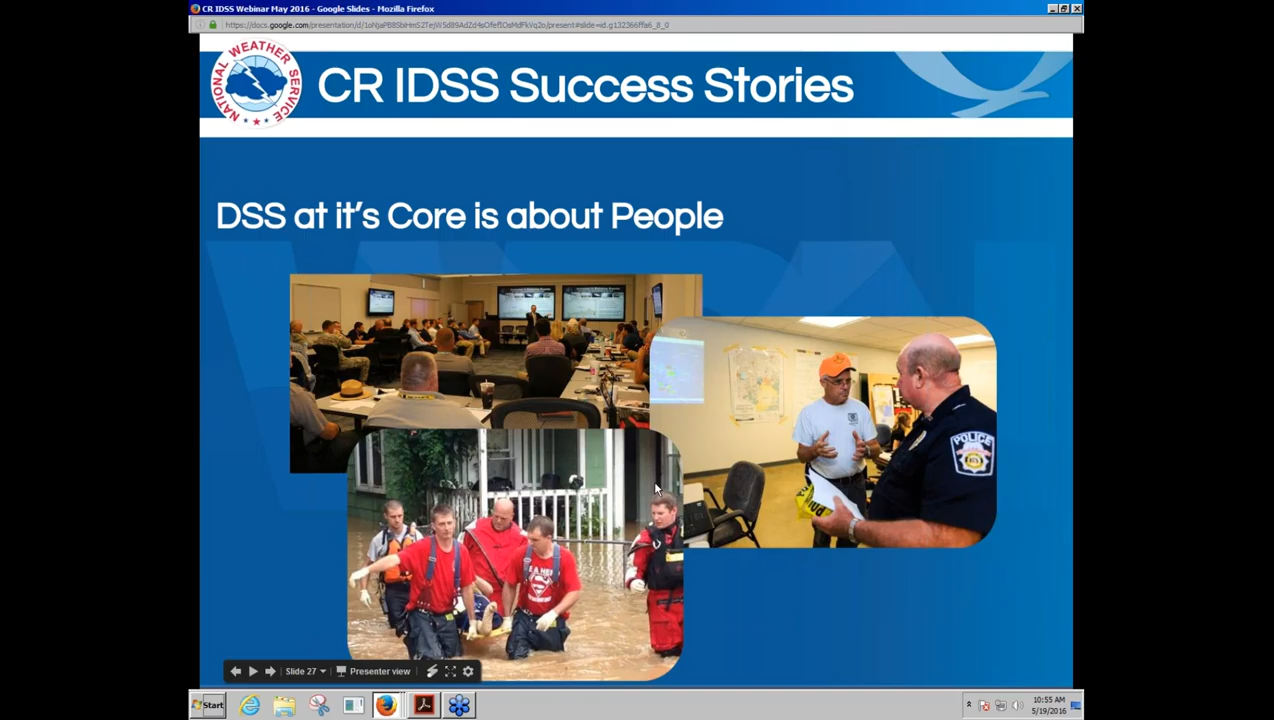 CR IDSS Webinar May 2016 - Google Slides - Mozilla Firefox
NATIONAL WEATHER SERVICE
CR IDSS Success Stories
DSS at it's Core is about People
POLICE
Slide 27
Presenter view
Start
10:55 AM
5/19/2016